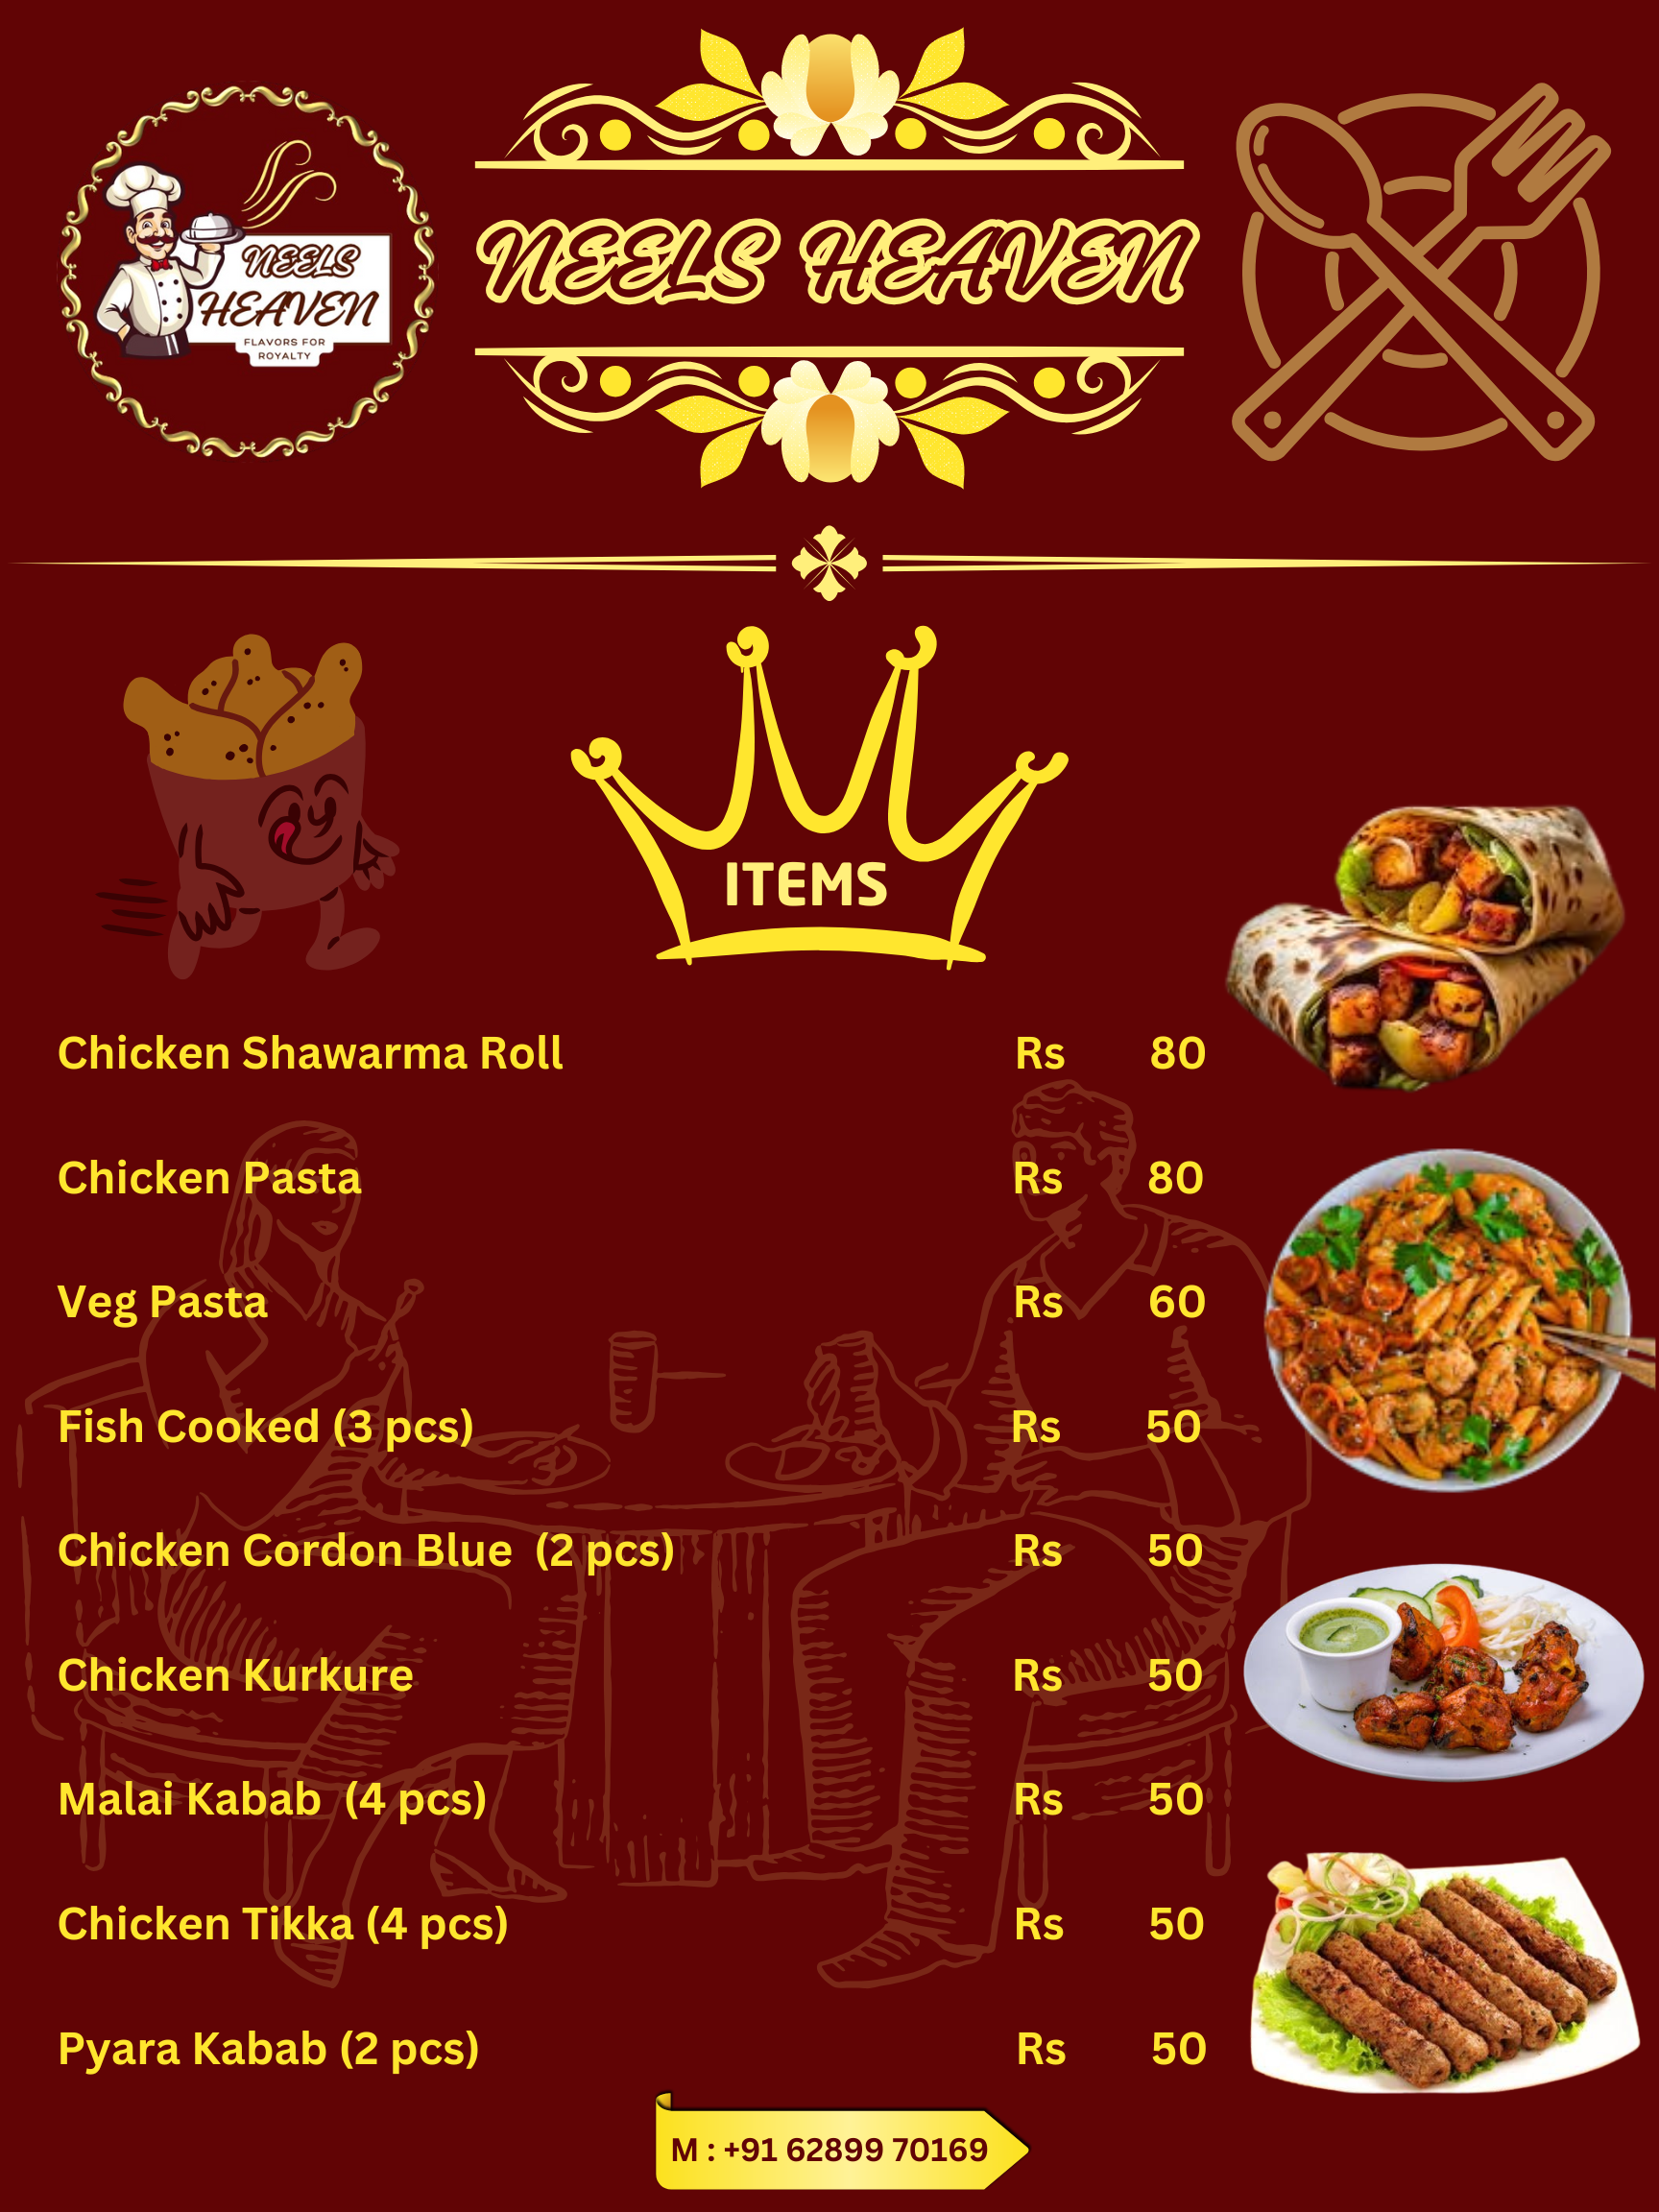 NEELS
HEAVEN
FLAVORS FOR
ROYALTY
NEELS HEAVEN
ITEMS
Chicken Shawarma Roll Rs 80
Chicken Pasta Rs 80
Veg Pasta Rs 60
Fish Cooked (3 pcs) Rs 50
Chicken Cordon Blue (2 pcs) Rs 50
Chicken Kurkure Rs 50
Malai Kabab (4 pcs) Rs 50
Chicken Tikka (4 pcs) Rs 50
Pyara Kabab (2 pcs) Rs 50
M : +91 62899 70169